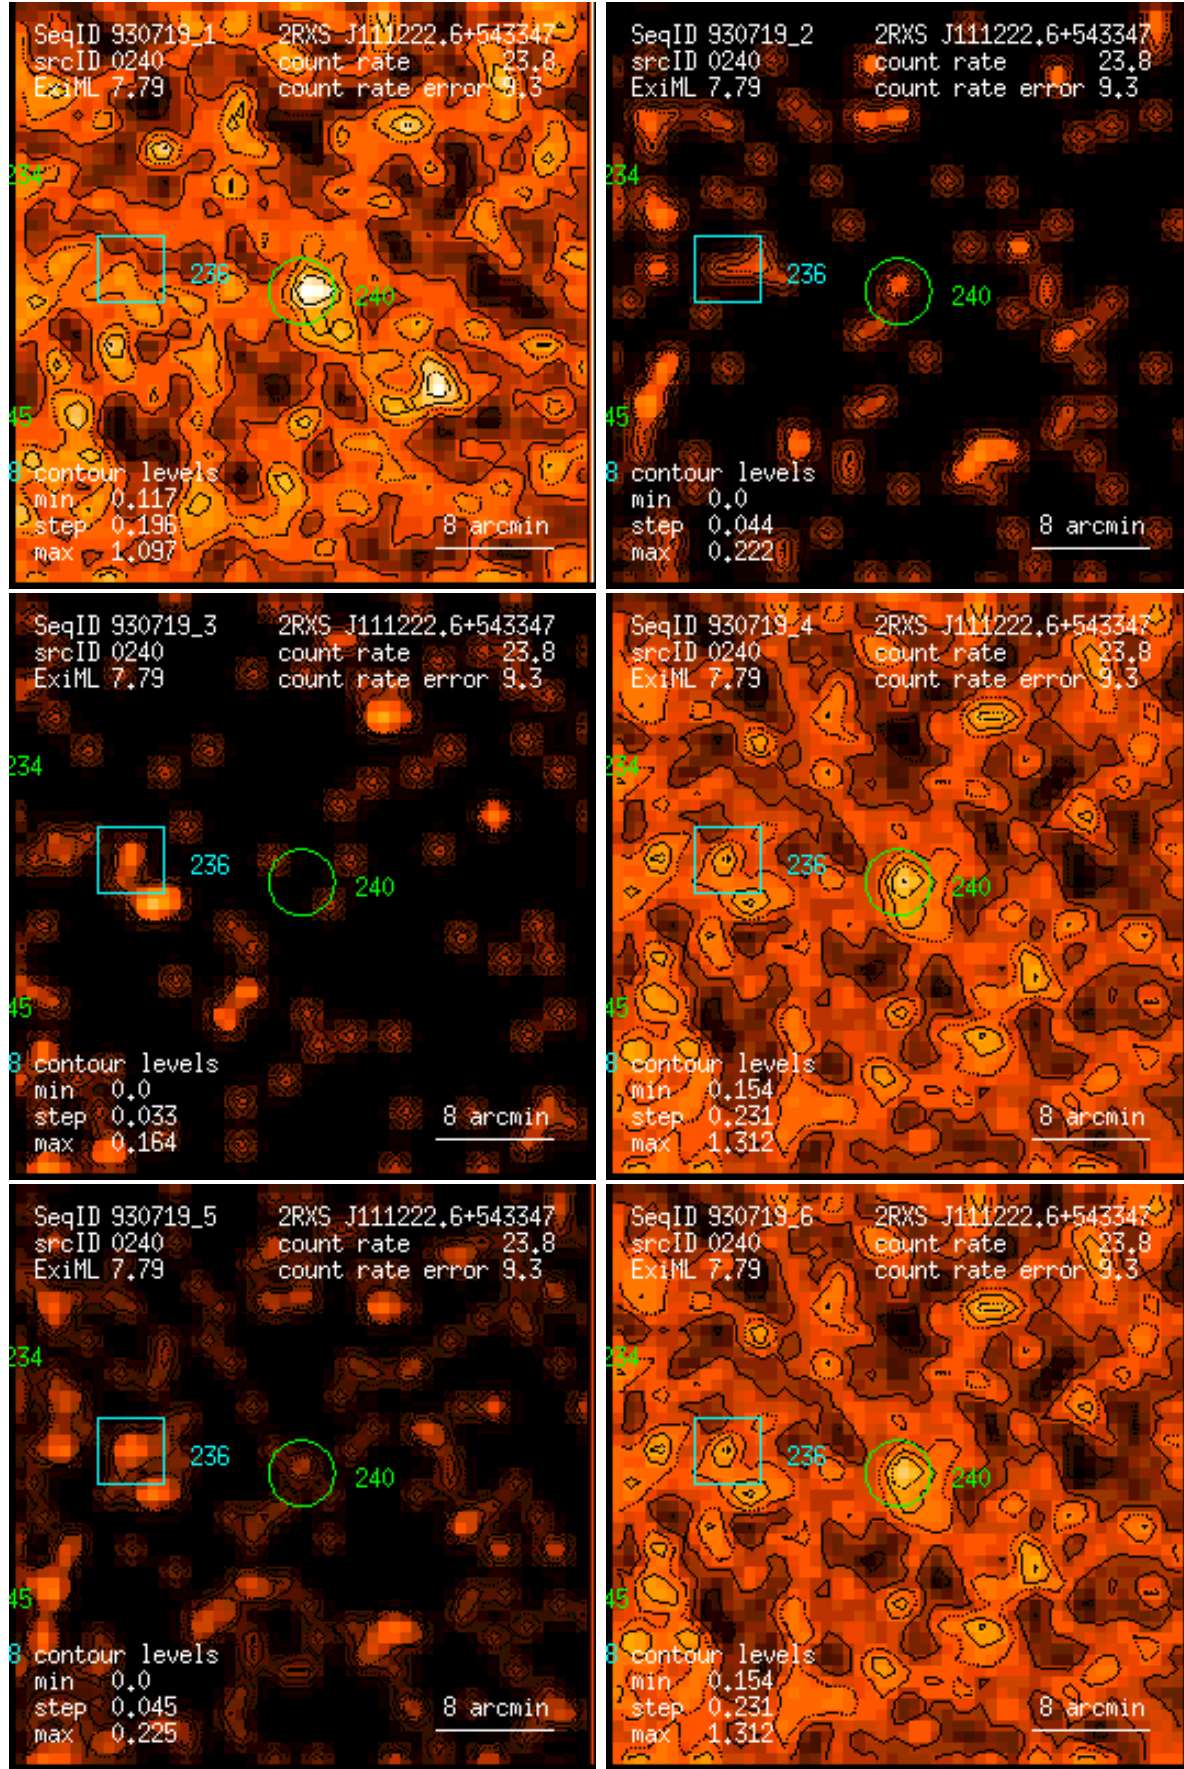 SeqID 930719_1 2RXS J111222.6+543347
srcID 0240 count rate 23.8
ExiML 7.79 count rate error 9.3
234
236
240
45
8 contour levels
min 0.117
step 0.196 8 arcmin
max 1.097
SeqID 930719_2 2RXS J111222.6+543347
srcID 0240 count rate 23.8
ExiML 7.79 count rate error 9.3
234
236
240
45
8 contour levels
min 0.0
step 0.044 8 arcmin
max 0.222
SeqID 930719_3 2RXS J111222.6+543347
srcID 0240 count rate 23.8
ExiML 7.79 count rate error 9.3
234
236
240
45
8 contour levels
min 0.0
step 0.033 8 arcmin
max 0.164
SeqID 930719_4 2RXS J111222.6+543347
srcID 0240 count rate 23.8
ExiML 7.79 count rate error 9.3
234
236
240
45
8 contour levels
min 0.154
step 0.231 8 arcmin
max 1.312
SeqID 930719_5 2RXS J111222.6+543347
srcID 0240 count rate 23.8
ExiML 7.79 count rate error 9.3
234
236
240
45
8 contour levels
min 0.0
step 0.045 8 arcmin
max 0.225
SeqID 930719_6 2RXS J111222.6+543347
srcID 0240 count rate 23.8
ExiML 7.79 count rate error 9.3
234
236
240
45
8 contour levels
min 0.154
step 0.231 8 arcmin
max 1.312